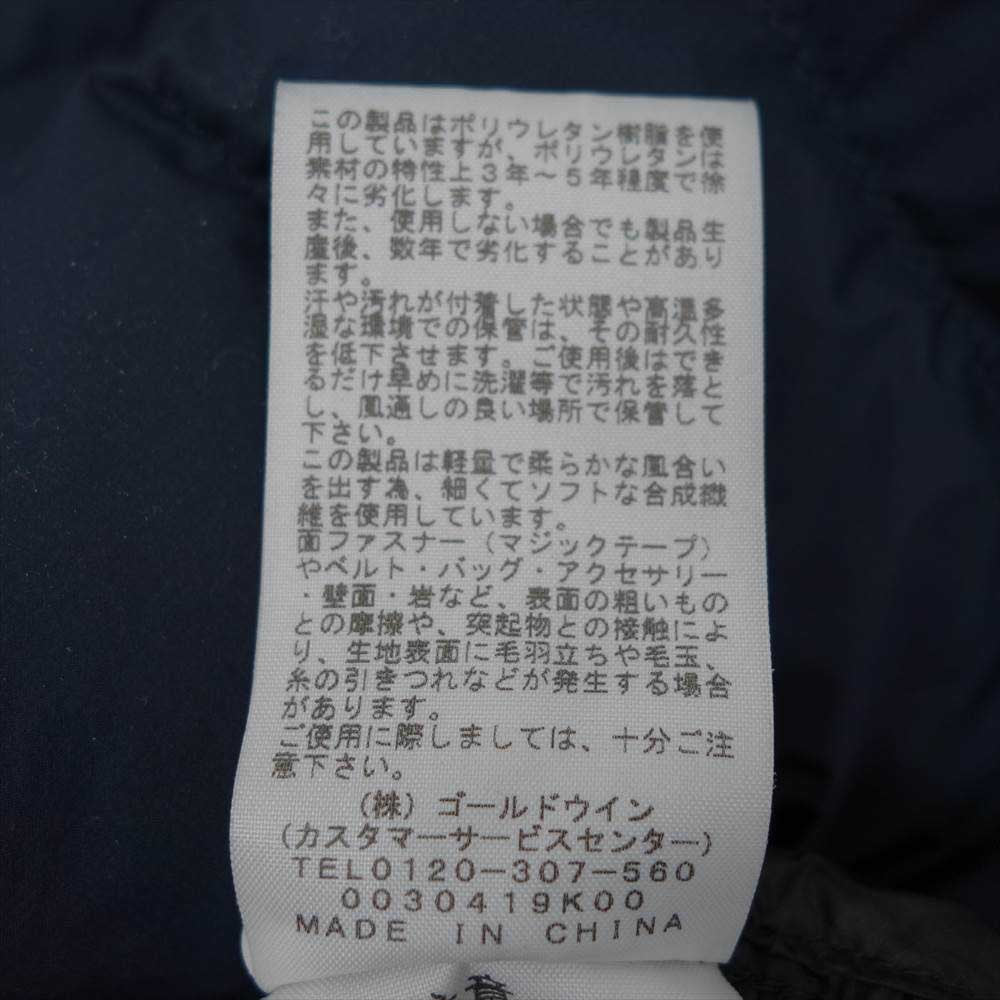 この製品はポリウレタン樹脂を使
用していますが、ポリウレタンは
素材の特性上3年～5年程度で徐
々に劣化します。
また、使用しない場合でも製品生
産後、数年で劣化することがあり
ます。
汗や汚れが付着した状態や高温多
湿な環境での保管は、その耐久性
を低下させます。ご使用後はでき
るだけ早めに洗濯等で汚れを落と
し、風通しの良い場所で保管して
下さい。
この製品は軽量で柔らかな風合い
を出す為、細くてソフトな合成繊
維を使用しています。
面ファスナー（マジックテープ）
やベルト・バッグ・アクセサリー
・壁面・岩など、表面の粗いもの
との摩擦や、突起物との接触によ
り、生地表面に毛羽立ちや毛玉、
糸の引きつれなどが発生する場合
があります。
ご使用に際しましては、十分ご注
意下さい。
（株）ゴールドウイン
(カスタマーサービスセンター)
TEL0120-307-560
0030419K00
MADE IN CHINA